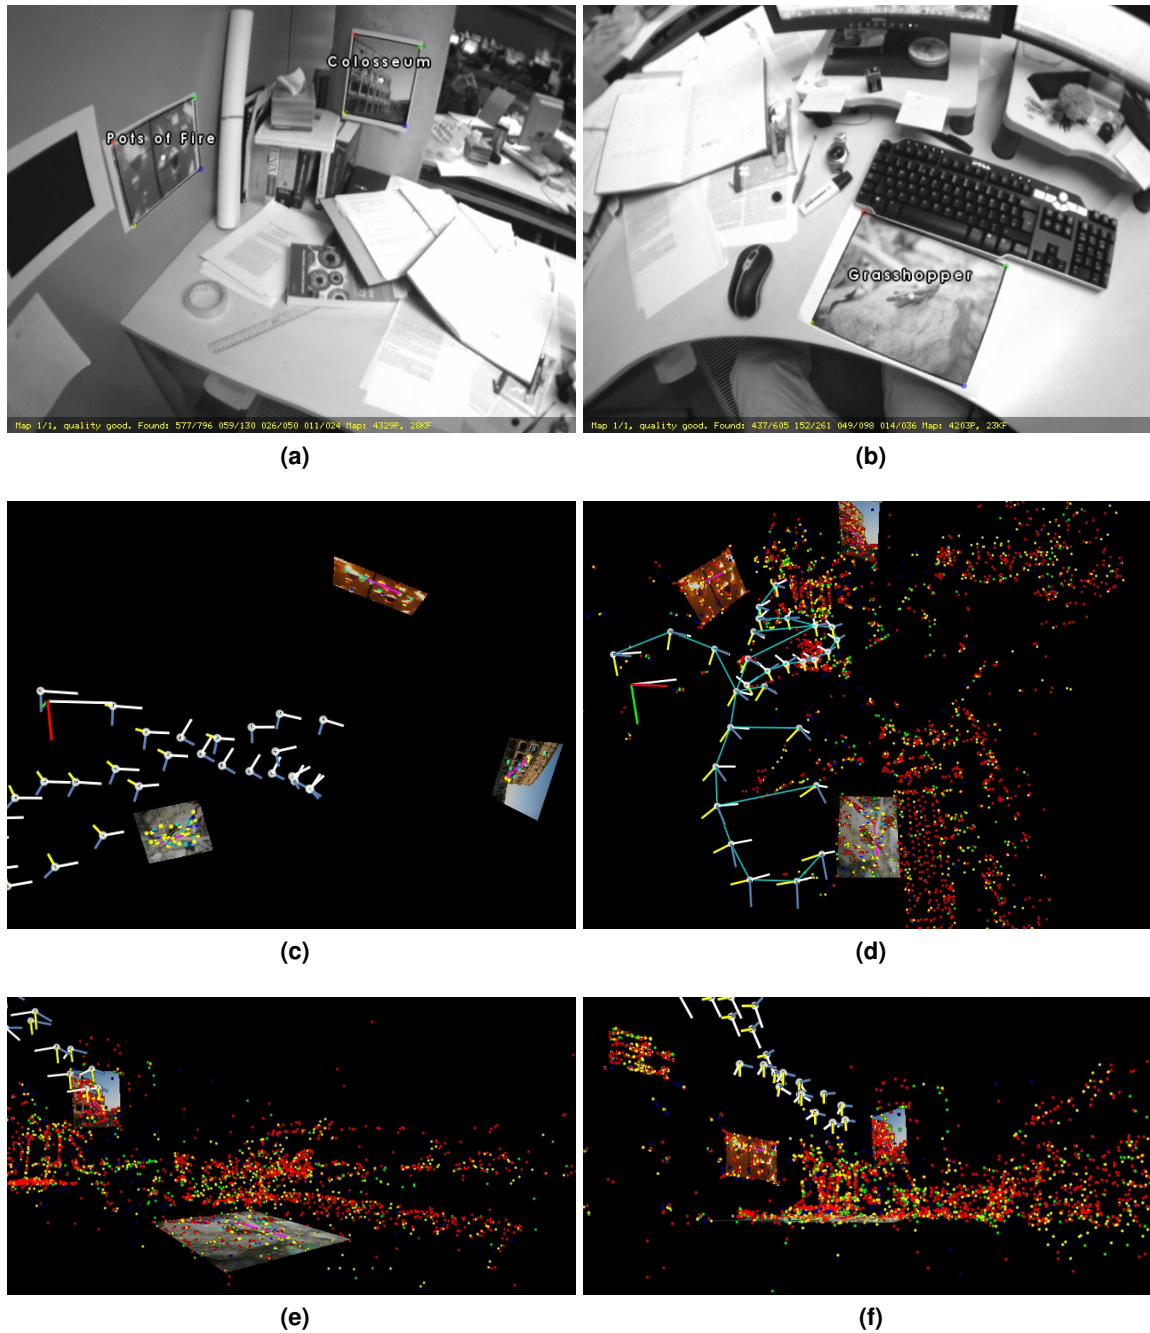 Colosseum
Pots of Fire
Map 1/1, quality good. Found: 577/796 059/130 026/050 011/024 Map: 4329P, 28KF
(a)
DELL
Grasshopper
Map 1/1, quality good. Found: 437/605 152/261 049/098 014/036 Map: 4203P, 23KF
(b)
(c)
(d)
(e)
(f)